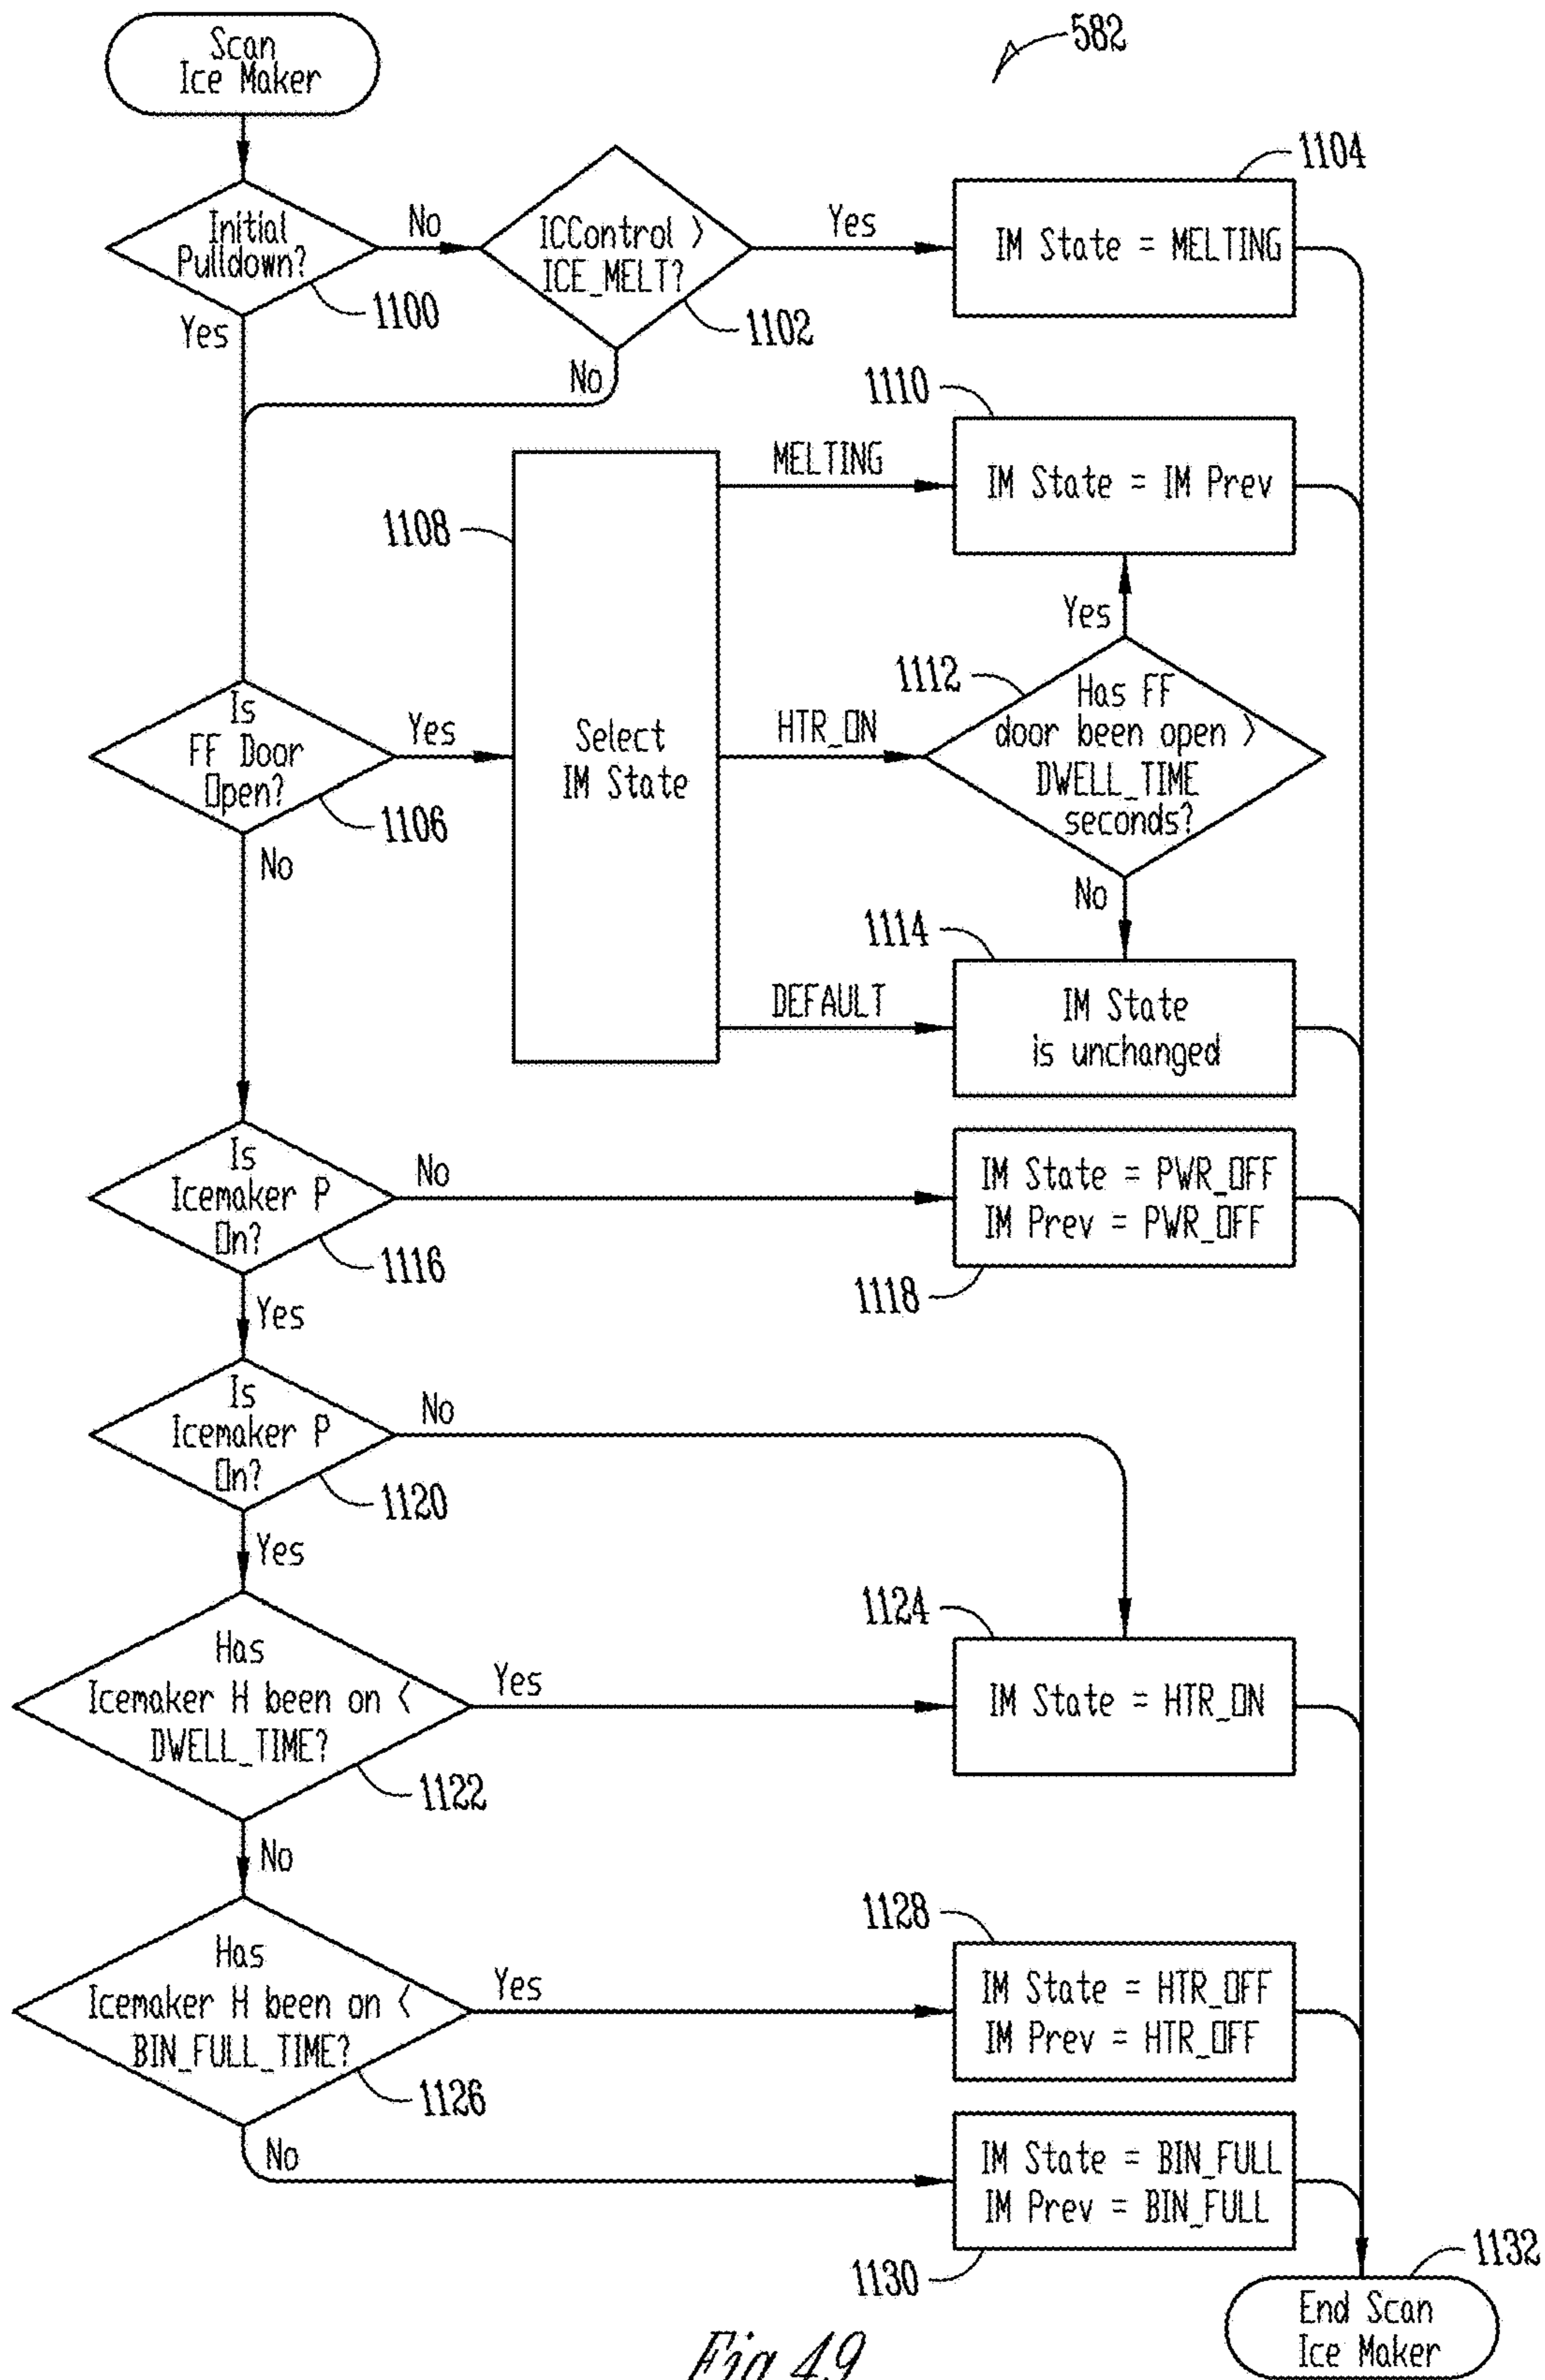 Scan
Ice Maker
582
Initial
Pulldown?
1100
No
Yes
ICControl >
ICE_MELT?
1102
Yes
No
1104
IM State = MELTING
Is
FF Door
Open?
1106
Yes
No
1108
Select
IM State
MELTING
HTR_ON
DEFAULT
1110
IM State = IM Prev
Yes
1112
Has FF
door been open >
DWELL_TIME
seconds?
No
1114
IM State
is unchanged
Is
Icemaker P
On?
1116
No
Yes
IM State = PWR_OFF
IM Prev = PWR_OFF
1118
Is
Icemaker P
On?
1120
No
Yes
Has
Icemaker H been on <
DWELL_TIME?
1122
Yes
No
1124
IM State = HTR_ON
Has
Icemaker H been on <
BIN_FULL_TIME?
1126
Yes
No
1128
IM State = HTR_OFF
IM Prev = HTR_OFF
IM State = BIN_FULL
IM Prev = BIN_FULL
1130
1132
End Scan
Ice Maker
Fig. 49